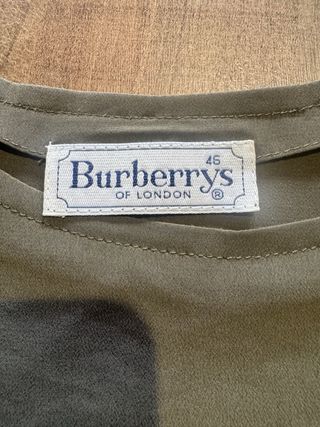 46
Burberrys
OF LONDON ®